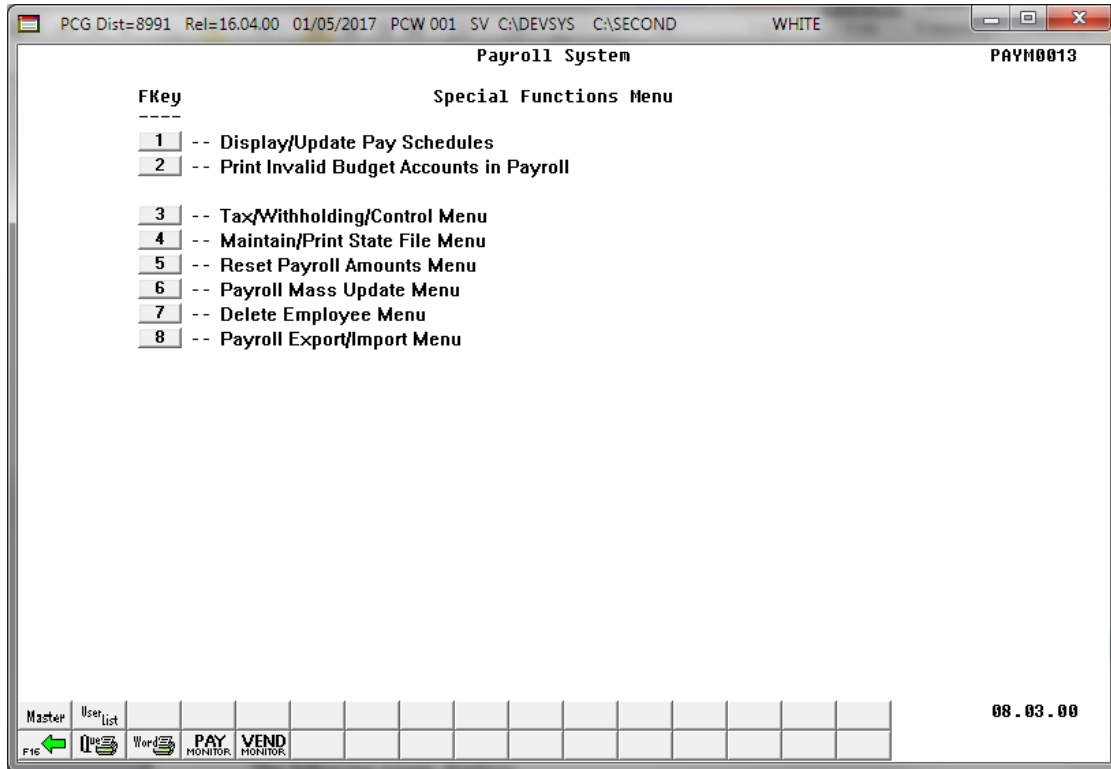 PCG Dist=8991 Rel=16.04.00 01/05/2017 PCW 001 SV C:\DEVSYS C:\SECOND WHITE
Payroll System PAYM0013
FKey Special Functions Menu
----
1 -- Display/Update Pay Schedules
2 -- Print Invalid Budget Accounts in Payroll
3 -- Tax/Withholding/Control Menu
4 -- Maintain/Print State File Menu
5 -- Reset Payroll Amounts Menu
6 -- Payroll Mass Update Menu
7 -- Delete Employee Menu
8 -- Payroll Export/Import Menu
Master User List 08.03.00
F16 Que Word PAY MONITOR VEND MONITOR